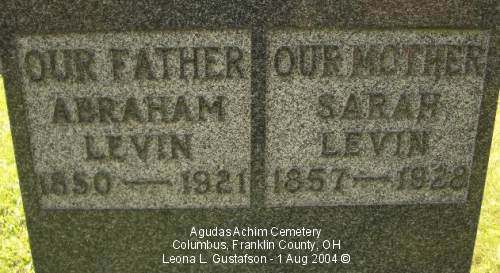 OUR FATHER
ABRAHAM
LEVIN
1850 — 1921
OUR MOTHER
SARAH
LEVIN
1857 — 1928
Agudas Achim Cemetery
Columbus, Franklin County, OH
Leona L. Gustafson - 1 Aug 2004 ©